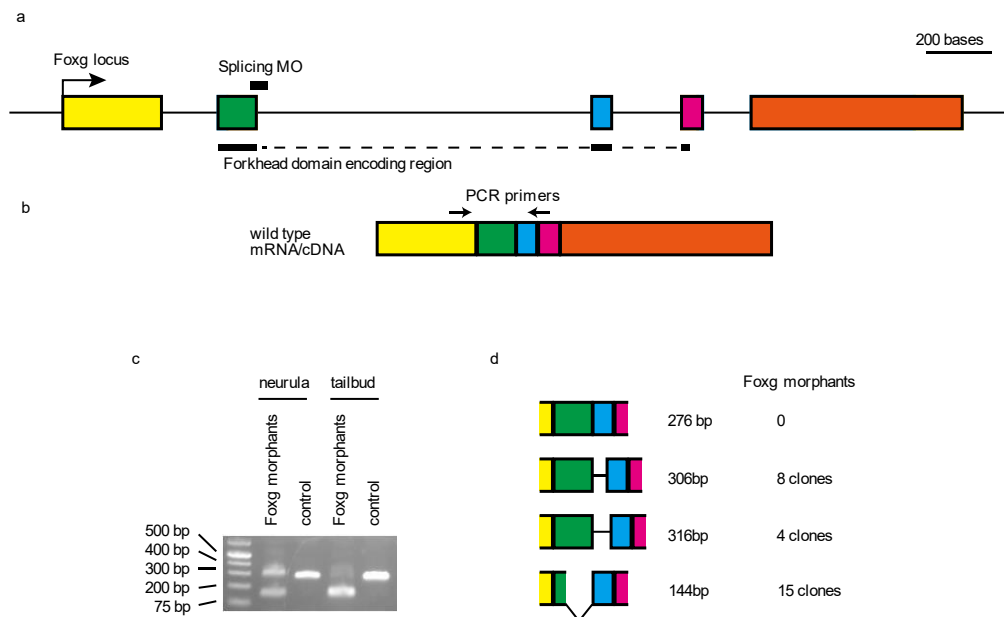 a
200 bases
Foxg locus
Splicing MO
Forkhead domain encoding region
b
PCR primers
wild type
mRNA/cDNA
c
d
neurula
tailbud
Foxg morphants
control
Foxg morphants
control
500 bp
400 bp
300 bp
200 bp
75 bp
Foxg morphants
276 bp
0
306bp
8 clones
316bp
4 clones
144bp
15 clones